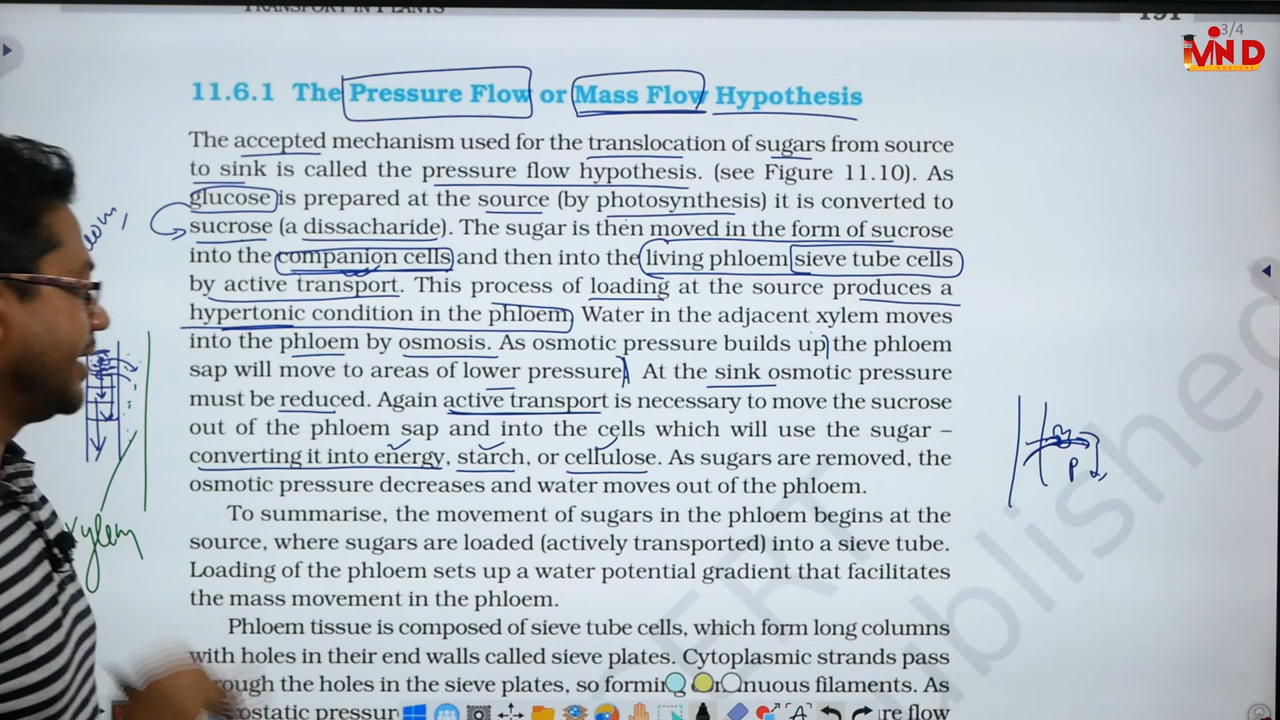 TRANSPORT IN PLANTS
191
3/4
MIND
11.6.1 The Pressure Flow or Mass Flow Hypothesis
The accepted mechanism used for the translocation of sugars from source
to sink is called the pressure flow hypothesis. (see Figure 11.10). As
glucose is prepared at the source (by photosynthesis) it is converted to
sucrose (a dissacharide). The sugar is then moved in the form of sucrose
into the companion cells and then into the living phloem sieve tube cells
by active transport. This process of loading at the source produces a
hypertonic condition in the phloem. Water in the adjacent xylem moves
into the phloem by osmosis. As osmotic pressure builds up the phloem
sap will move to areas of lower pressure. At the sink osmotic pressure
must be reduced. Again active transport is necessary to move the sucrose
out of the phloem sap and into the cells which will use the sugar –
converting it into energy, starch, or cellulose. As sugars are removed, the
osmotic pressure decreases and water moves out of the phloem.
P
xylem
To summarise, the movement of sugars in the phloem begins at the
source, where sugars are loaded (actively transported) into a sieve tube.
Loading of the phloem sets up a water potential gradient that facilitates
the mass movement in the phloem.
Phloem tissue is composed of sieve tube cells, which form long columns
with holes in their end walls called sieve plates. Cytoplasmic strands pass
through the holes in the sieve plates, so forming continuous filaments. As
re flow
ublished